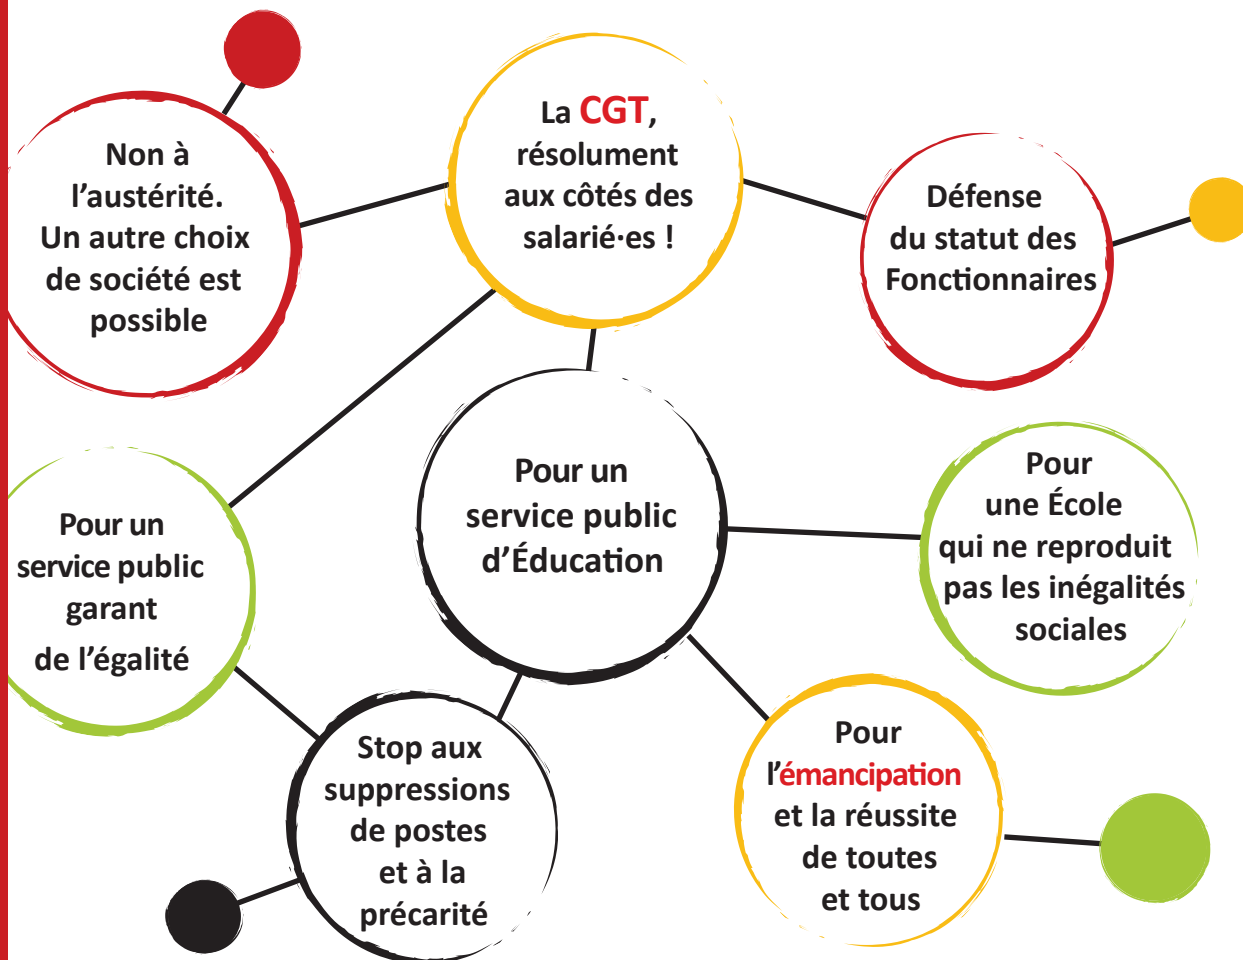 Non à
l’austérité.
Un autre choix
de société est
possible
La CGT,
résolument
aux côtés des
salarié·es !
Défense
du statut des
Fonctionnaires
Pour un
service public
garant
de l’égalité
Pour un
service public
d’Éducation
Pour
une École
qui ne reproduit
pas les inégalités
sociales
Stop aux
suppressions
de postes
et à la
précarité
Pour
l’émancipation
et la réussite
de toutes
et tous